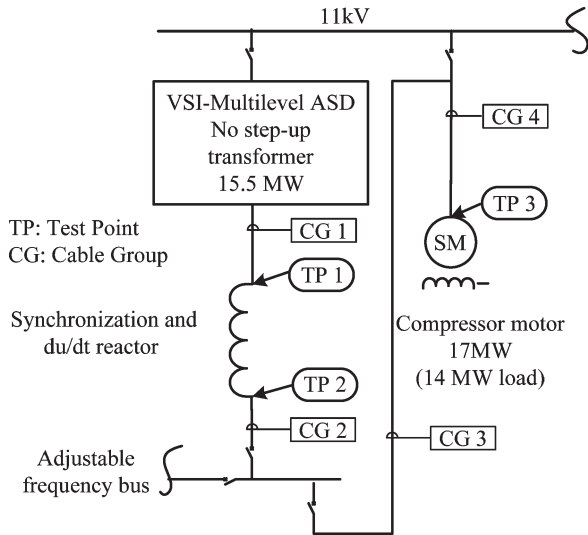 11kV
VSI-Multilevel ASD
No step-up
transformer
15.5 MW
CG 4
TP 3
SM
CG 1
TP: Test Point
CG: Cable Group
TP 1
Synchronization and
du/dt reactor
Compressor motor
17MW
(14 MW load)
TP 2
CG 2
CG 3
Adjustable
frequency bus